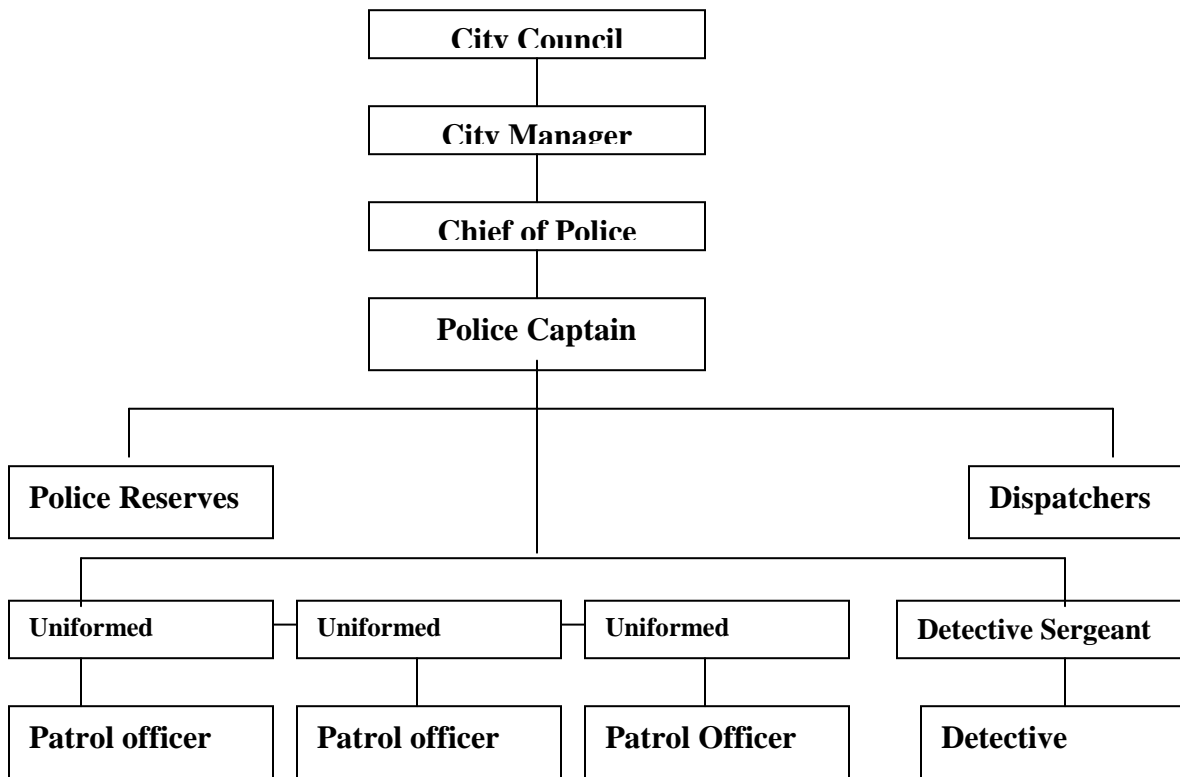 City Council
City Manager
Chief of Police
Police Captain
Police Reserves
Dispatchers
Uniformed
Uniformed
Uniformed
Detective Sergeant
Patrol officer
Patrol officer
Patrol Officer
Detective